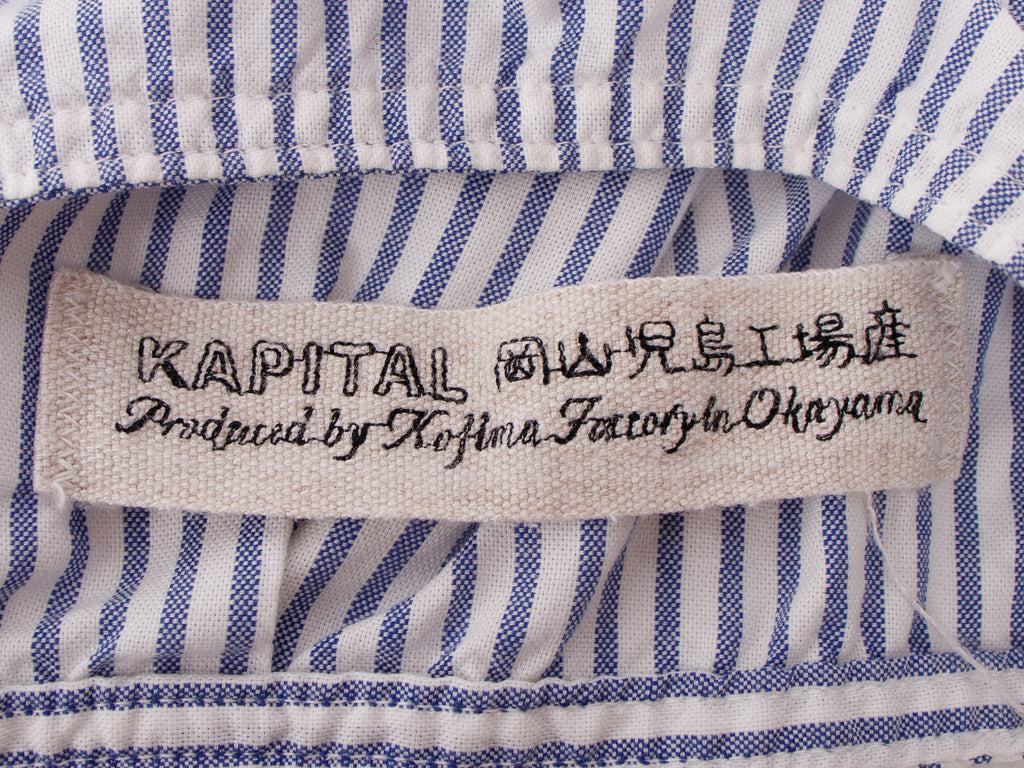 KAPITAL 岡山児島工場産
Produced by Kojima Factory in Okayama